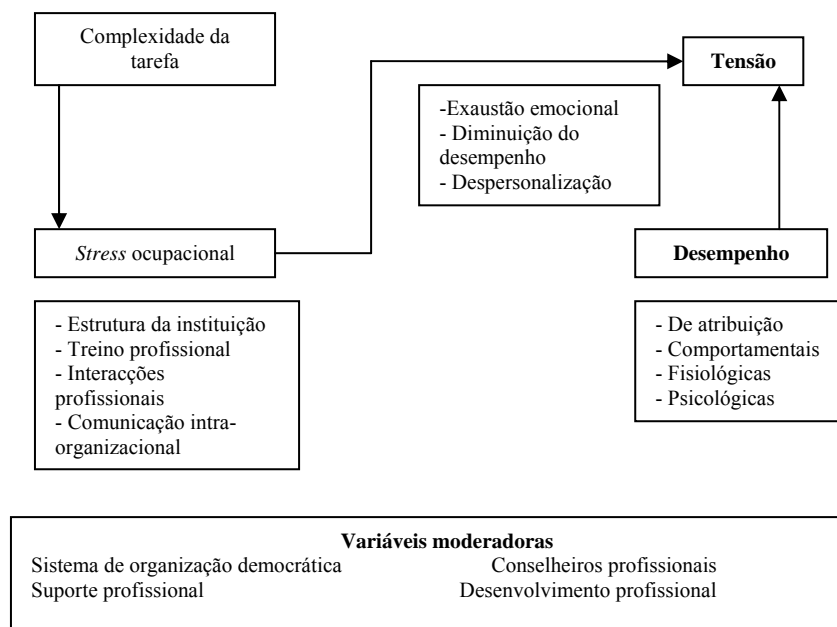 Complexidade da
tarefa
Tensão
-Exaustão emocional
- Diminuição do
desempenho
- Despersonalização
Stress ocupacional
Desempenho
- Estrutura da instituição
- Treino profissional
- Interacções
profissionais
- Comunicação intra-
organizacional
- De atribuição
- Comportamentais
- Fisiológicas
- Psicológicas
Variáveis moderadoras
Sistema de organização democrática Conselheiros profissionais
Suporte profissional Desenvolvimento profissional